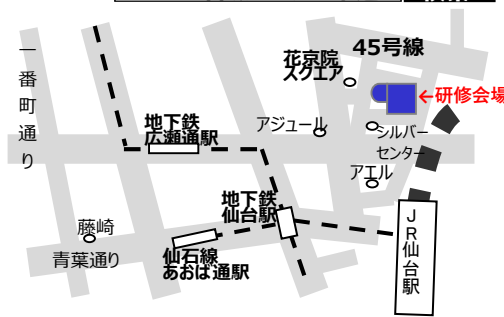 一番町通り
45号線
花京院
スクエア
←研修会場
地下鉄
広瀬通駅
アジュール
シルバー
センター
アエル
地下鉄
仙台駅
JR仙台駅
藤崎
青葉通り
仙石線
あおば通駅